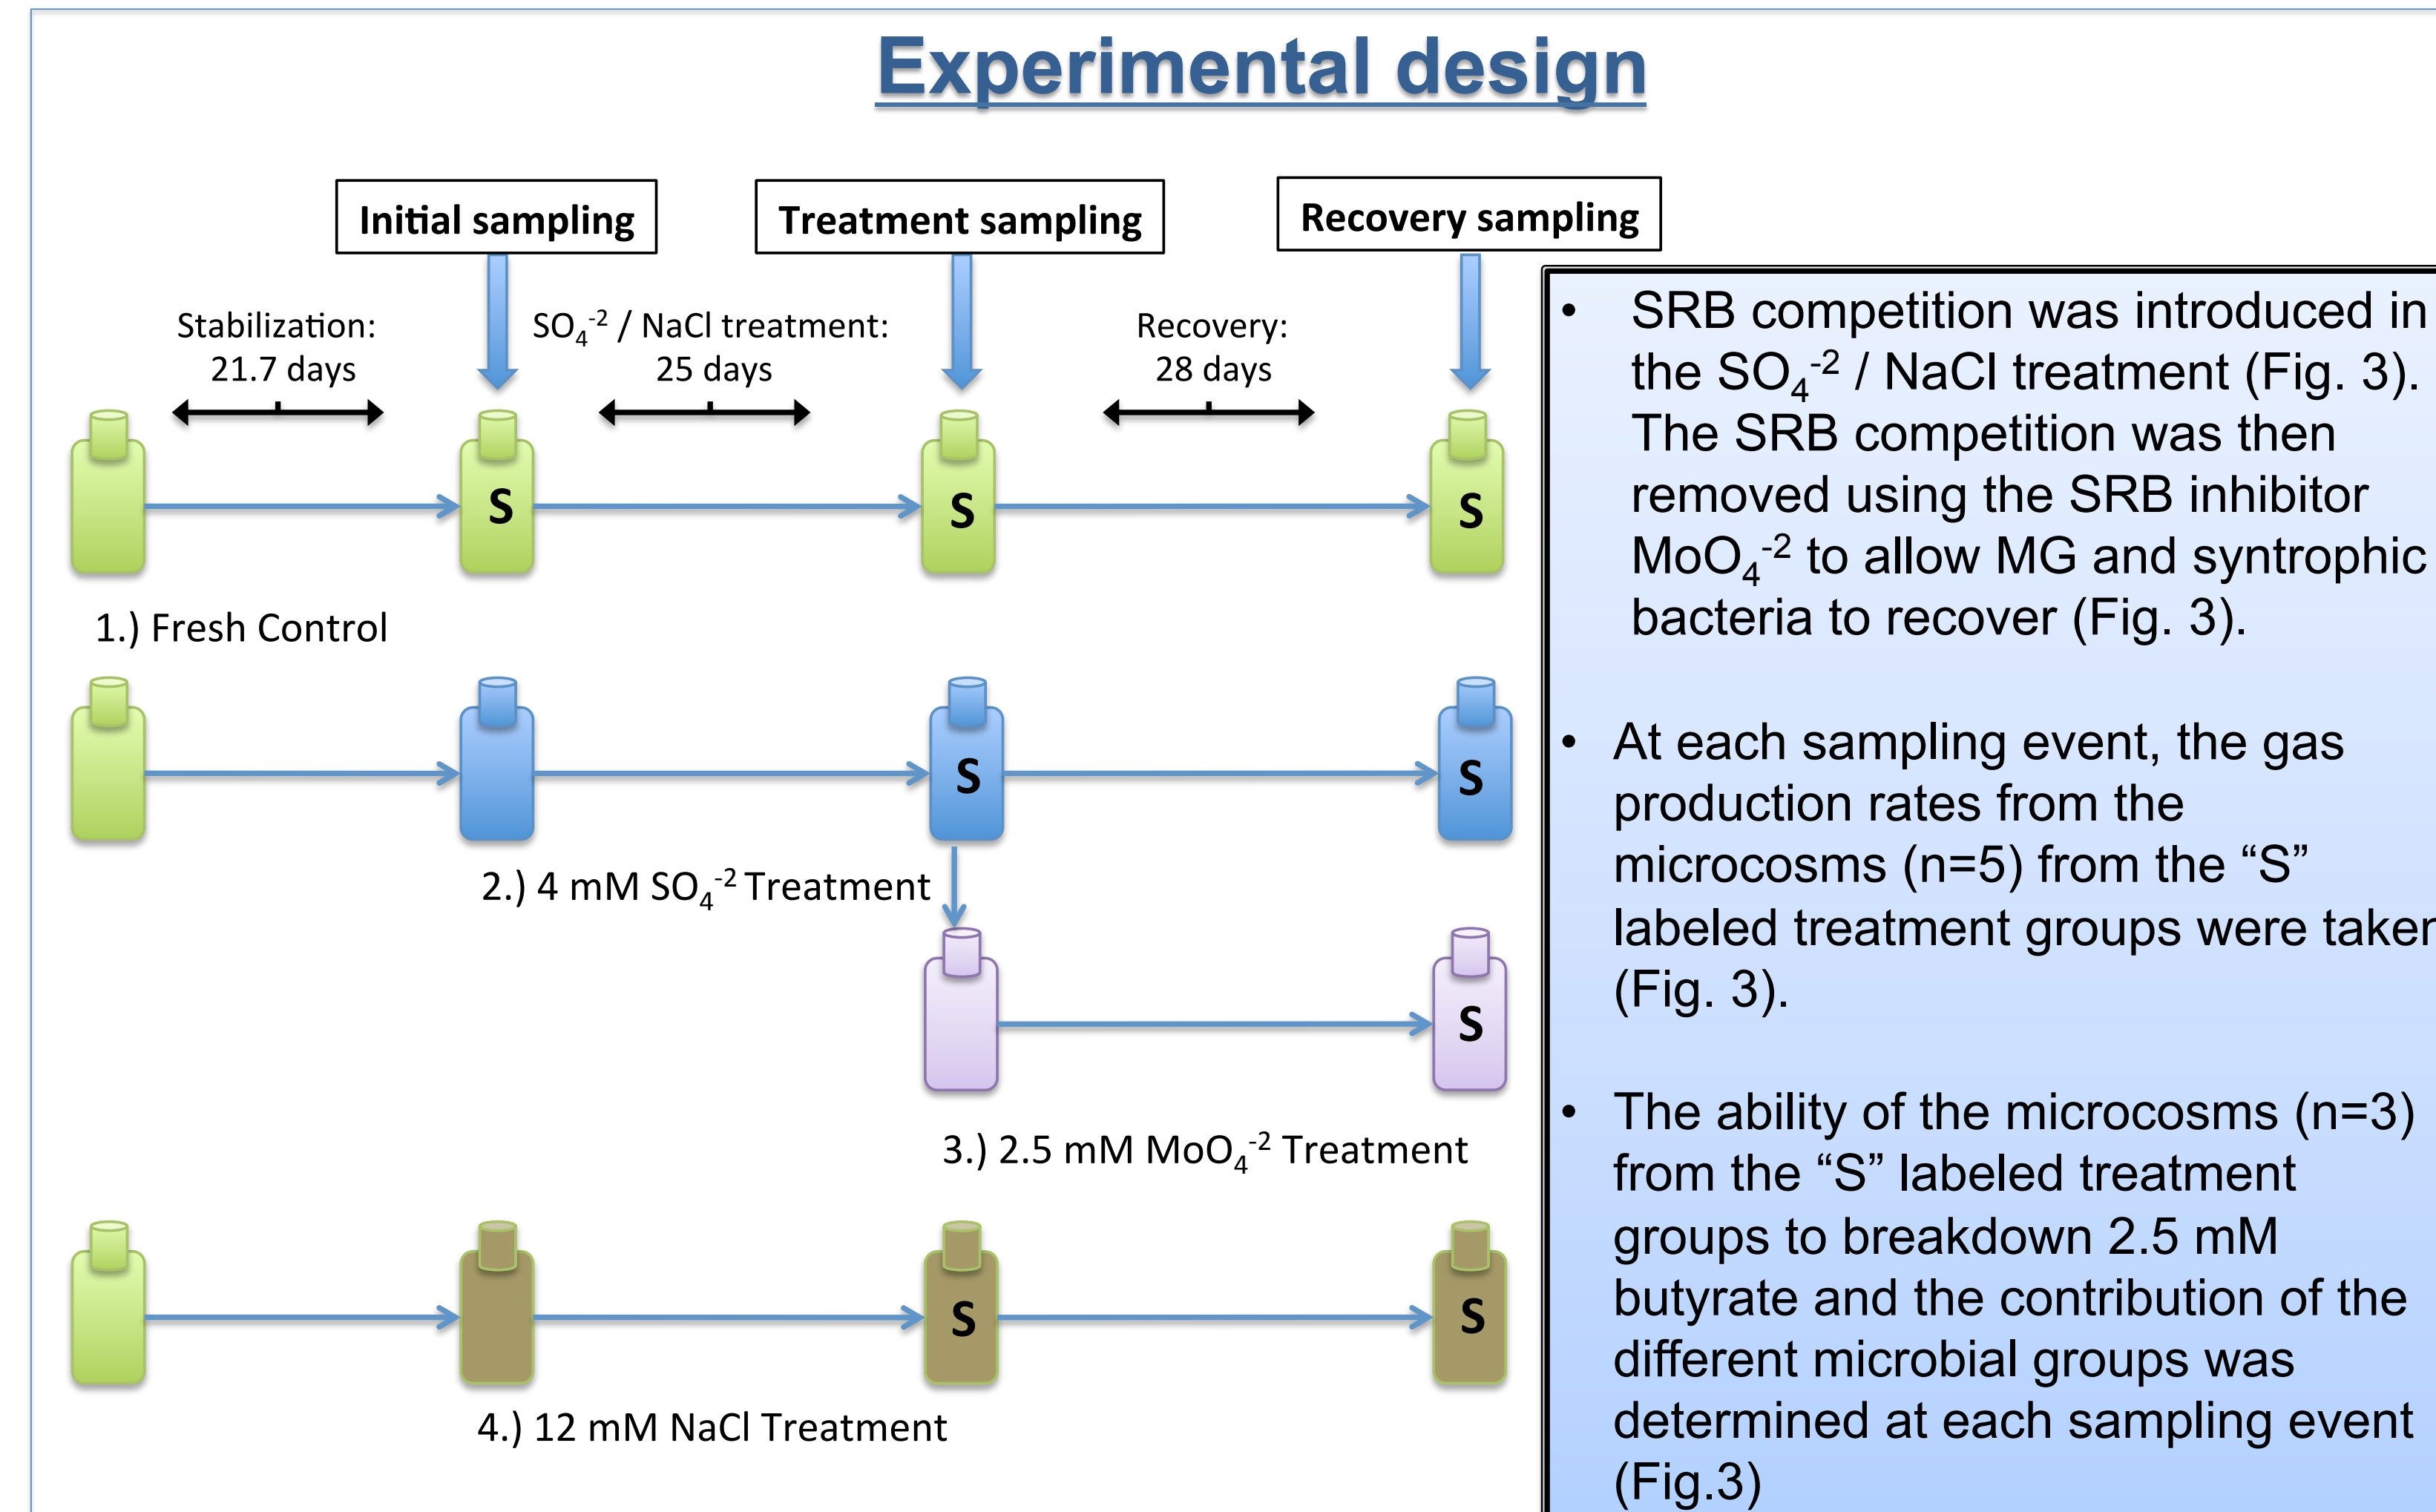 Experimental design
Initial sampling
Treatment sampling
Recovery sampling
Stabilization:
21.7 days
SO₄⁻² / NaCl treatment:
25 days
Recovery:
28 days
S
S
S
1.) Fresh Control
S
S
2.) 4 mM SO₄⁻² Treatment
S
3.) 2.5 mM MoO₄⁻² Treatment
S
S
4.) 12 mM NaCl Treatment
• SRB competition was introduced in
the SO₄⁻² / NaCl treatment (Fig. 3).
The SRB competition was then
removed using the SRB inhibitor
MoO₄⁻² to allow MG and syntrophic
bacteria to recover (Fig. 3).
• At each sampling event, the gas
production rates from the
microcosms (n=5) from the “S”
labeled treatment groups were taken
(Fig. 3).
• The ability of the microcosms (n=3)
from the “S” labeled treatment
groups to breakdown 2.5 mM
butyrate and the contribution of the
different microbial groups was
determined at each sampling event
(Fig.3)